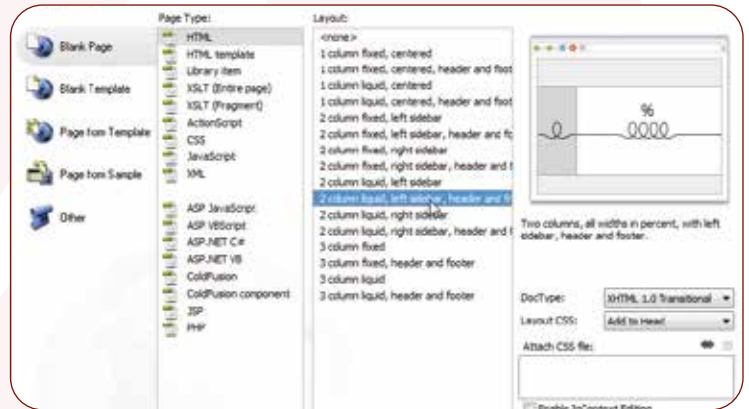 Page Type:
Layout:
Blank Page
Blank Template
Page from Template
Page from Sample
Other
HTML
HTML template
Library item
XSLT (Entire page)
XSLT (Fragment)
ActionScript
CSS
JavaScript
XML
ASP JavaScript
ASP VBScript
ASP.NET C#
ASP.NET VB
ColdFusion
ColdFusion component
JSP
PHP
<none>
1 column fixed, centered
1 column fixed, centered, header and foot
1 column liquid, centered
1 column liquid, centered, header and foot
2 column fixed, left sidebar
2 column fixed, left sidebar, header and fo
2 column fixed, right sidebar
2 column fixed, right sidebar, header and f
2 column liquid, left sidebar
2 column liquid, left sidebar, header and f
2 column liquid, right sidebar
2 column liquid, right sidebar, header and f
3 column fixed
3 column fixed, header and footer
3 column liquid
3 column liquid, header and footer
%
Two columns, all widths in percent, with left
sidebar, header and footer.
DocType: XHTML 1.0 Transitional
Layout CSS: Add to Head
Attach CSS file:
Enable InContext Editing